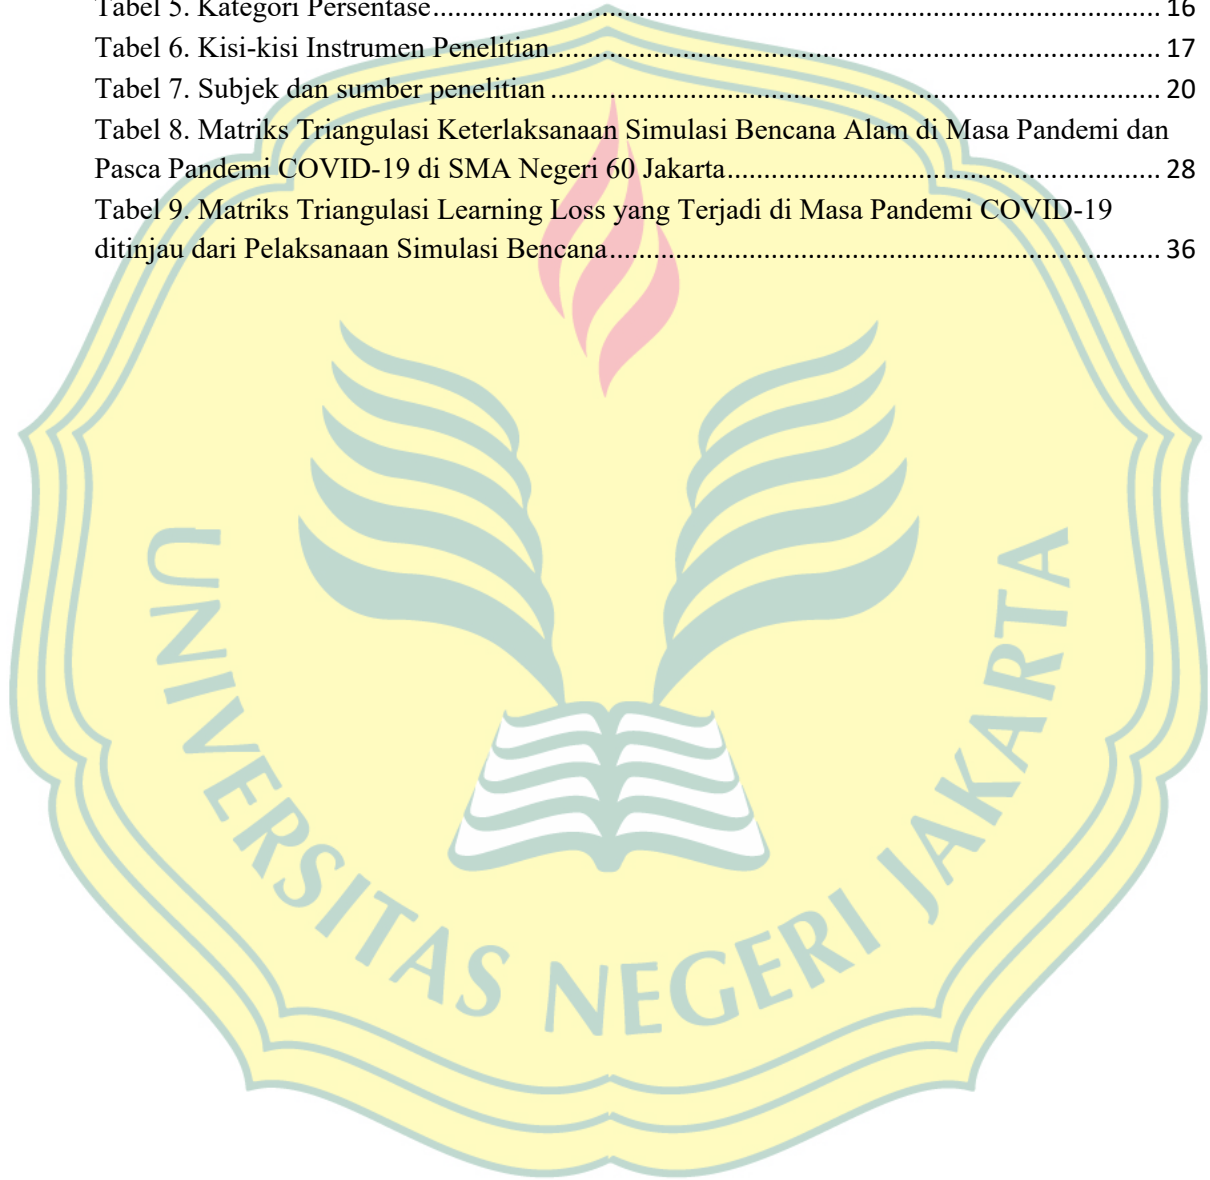 Tabel 5. Kategori Persentase.................................................................................................. 16
Tabel 6. Kisi-kisi Instrumen Penelitian.................................................................................. 17
Tabel 7. Subjek dan sumber penelitian .................................................................................. 20
Tabel 8. Matriks Triangulasi Keterlaksanaan Simulasi Bencana Alam di Masa Pandemi dan
Pasca Pandemi COVID-19 di SMA Negeri 60 Jakarta.......................................................... 28
Tabel 9. Matriks Triangulasi Learning Loss yang Terjadi di Masa Pandemi COVID-19
ditinjau dari Pelaksanaan Simulasi Bencana......................................................................... 36
UNIVERSITAS NEGERI JAKARTA